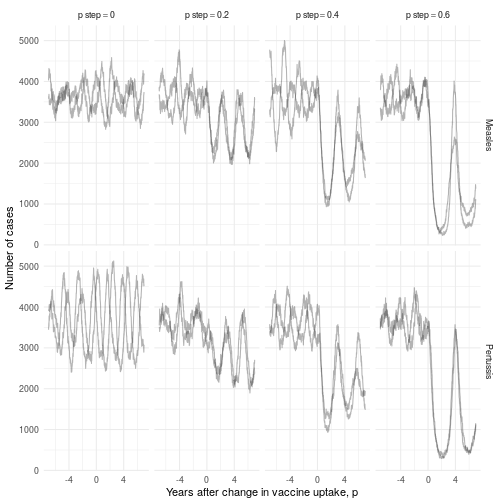 p step = 0
p step = 0.2
p step = 0.4
p step = 0.6
5000
4000
3000
2000
1000
0
Measles
Number of cases
5000
4000
3000
2000
1000
0
Pertussis
-4 0 4
-4 0 4
-4 0 4
-4 0 4
Years after change in vaccine uptake, p